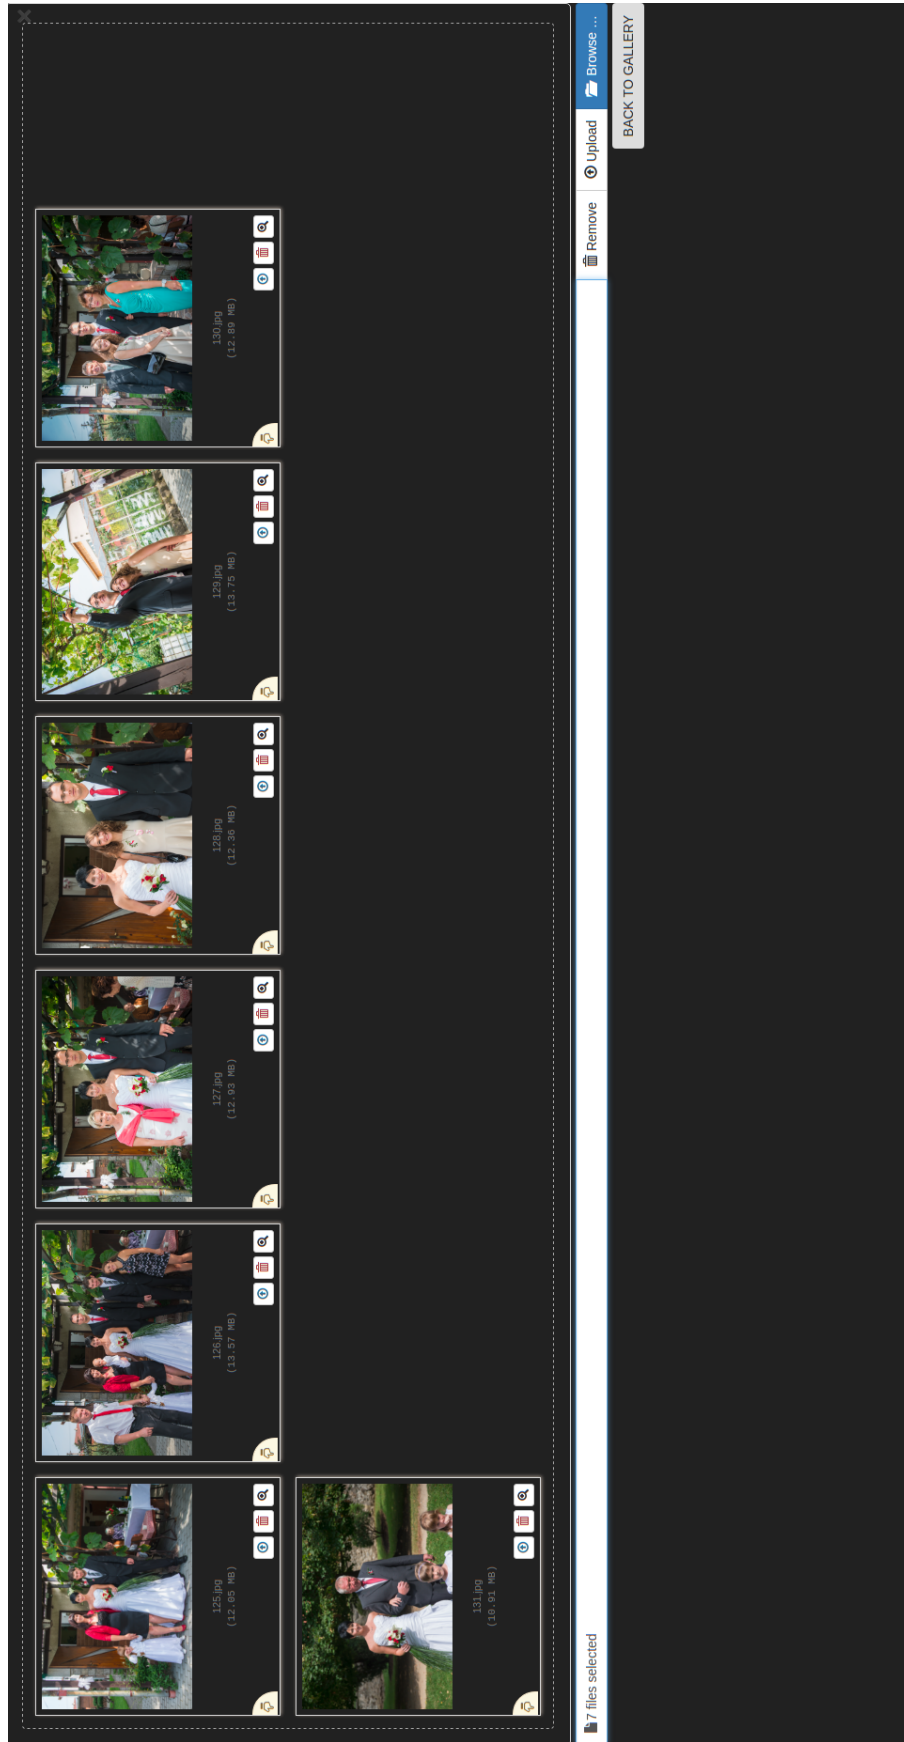 125.jpg
(12.05 MB)
126.jpg
(13.57 MB)
127.jpg
(12.93 MB)
128.jpg
(12.36 MB)
129.jpg
(13.75 MB)
130.jpg
(12.89 MB)
131.jpg
(10.91 MB)
7 files selected
Remove
Upload
Browse ...
BACK TO GALLERY